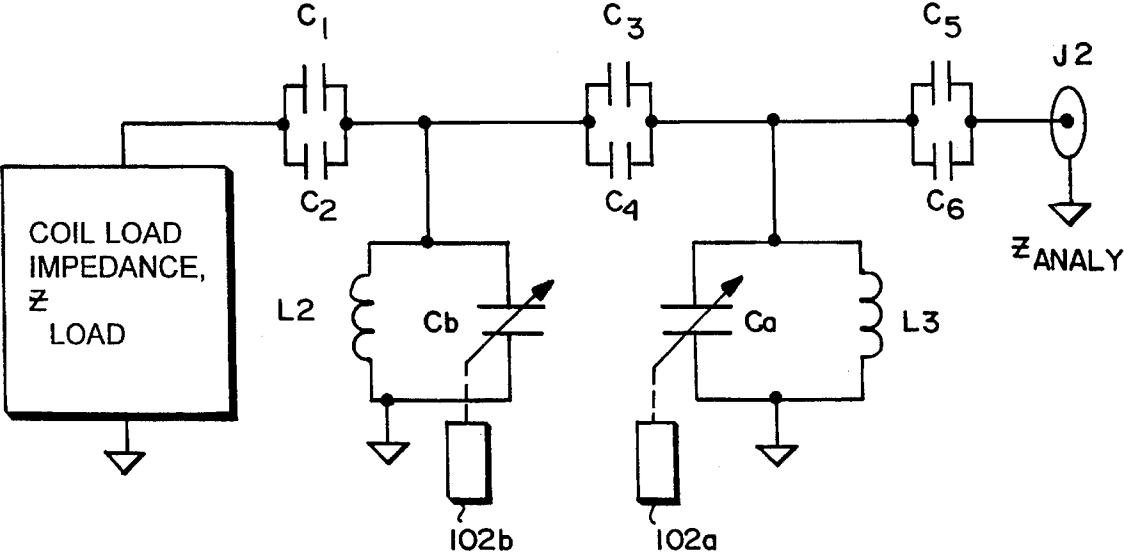 C1
C3
C5
J2
C2
C4
C6
COIL LOAD
IMPEDANCE,
Z
LOAD
ZANALY
L2
Cb
Ca
L3
102b
102a